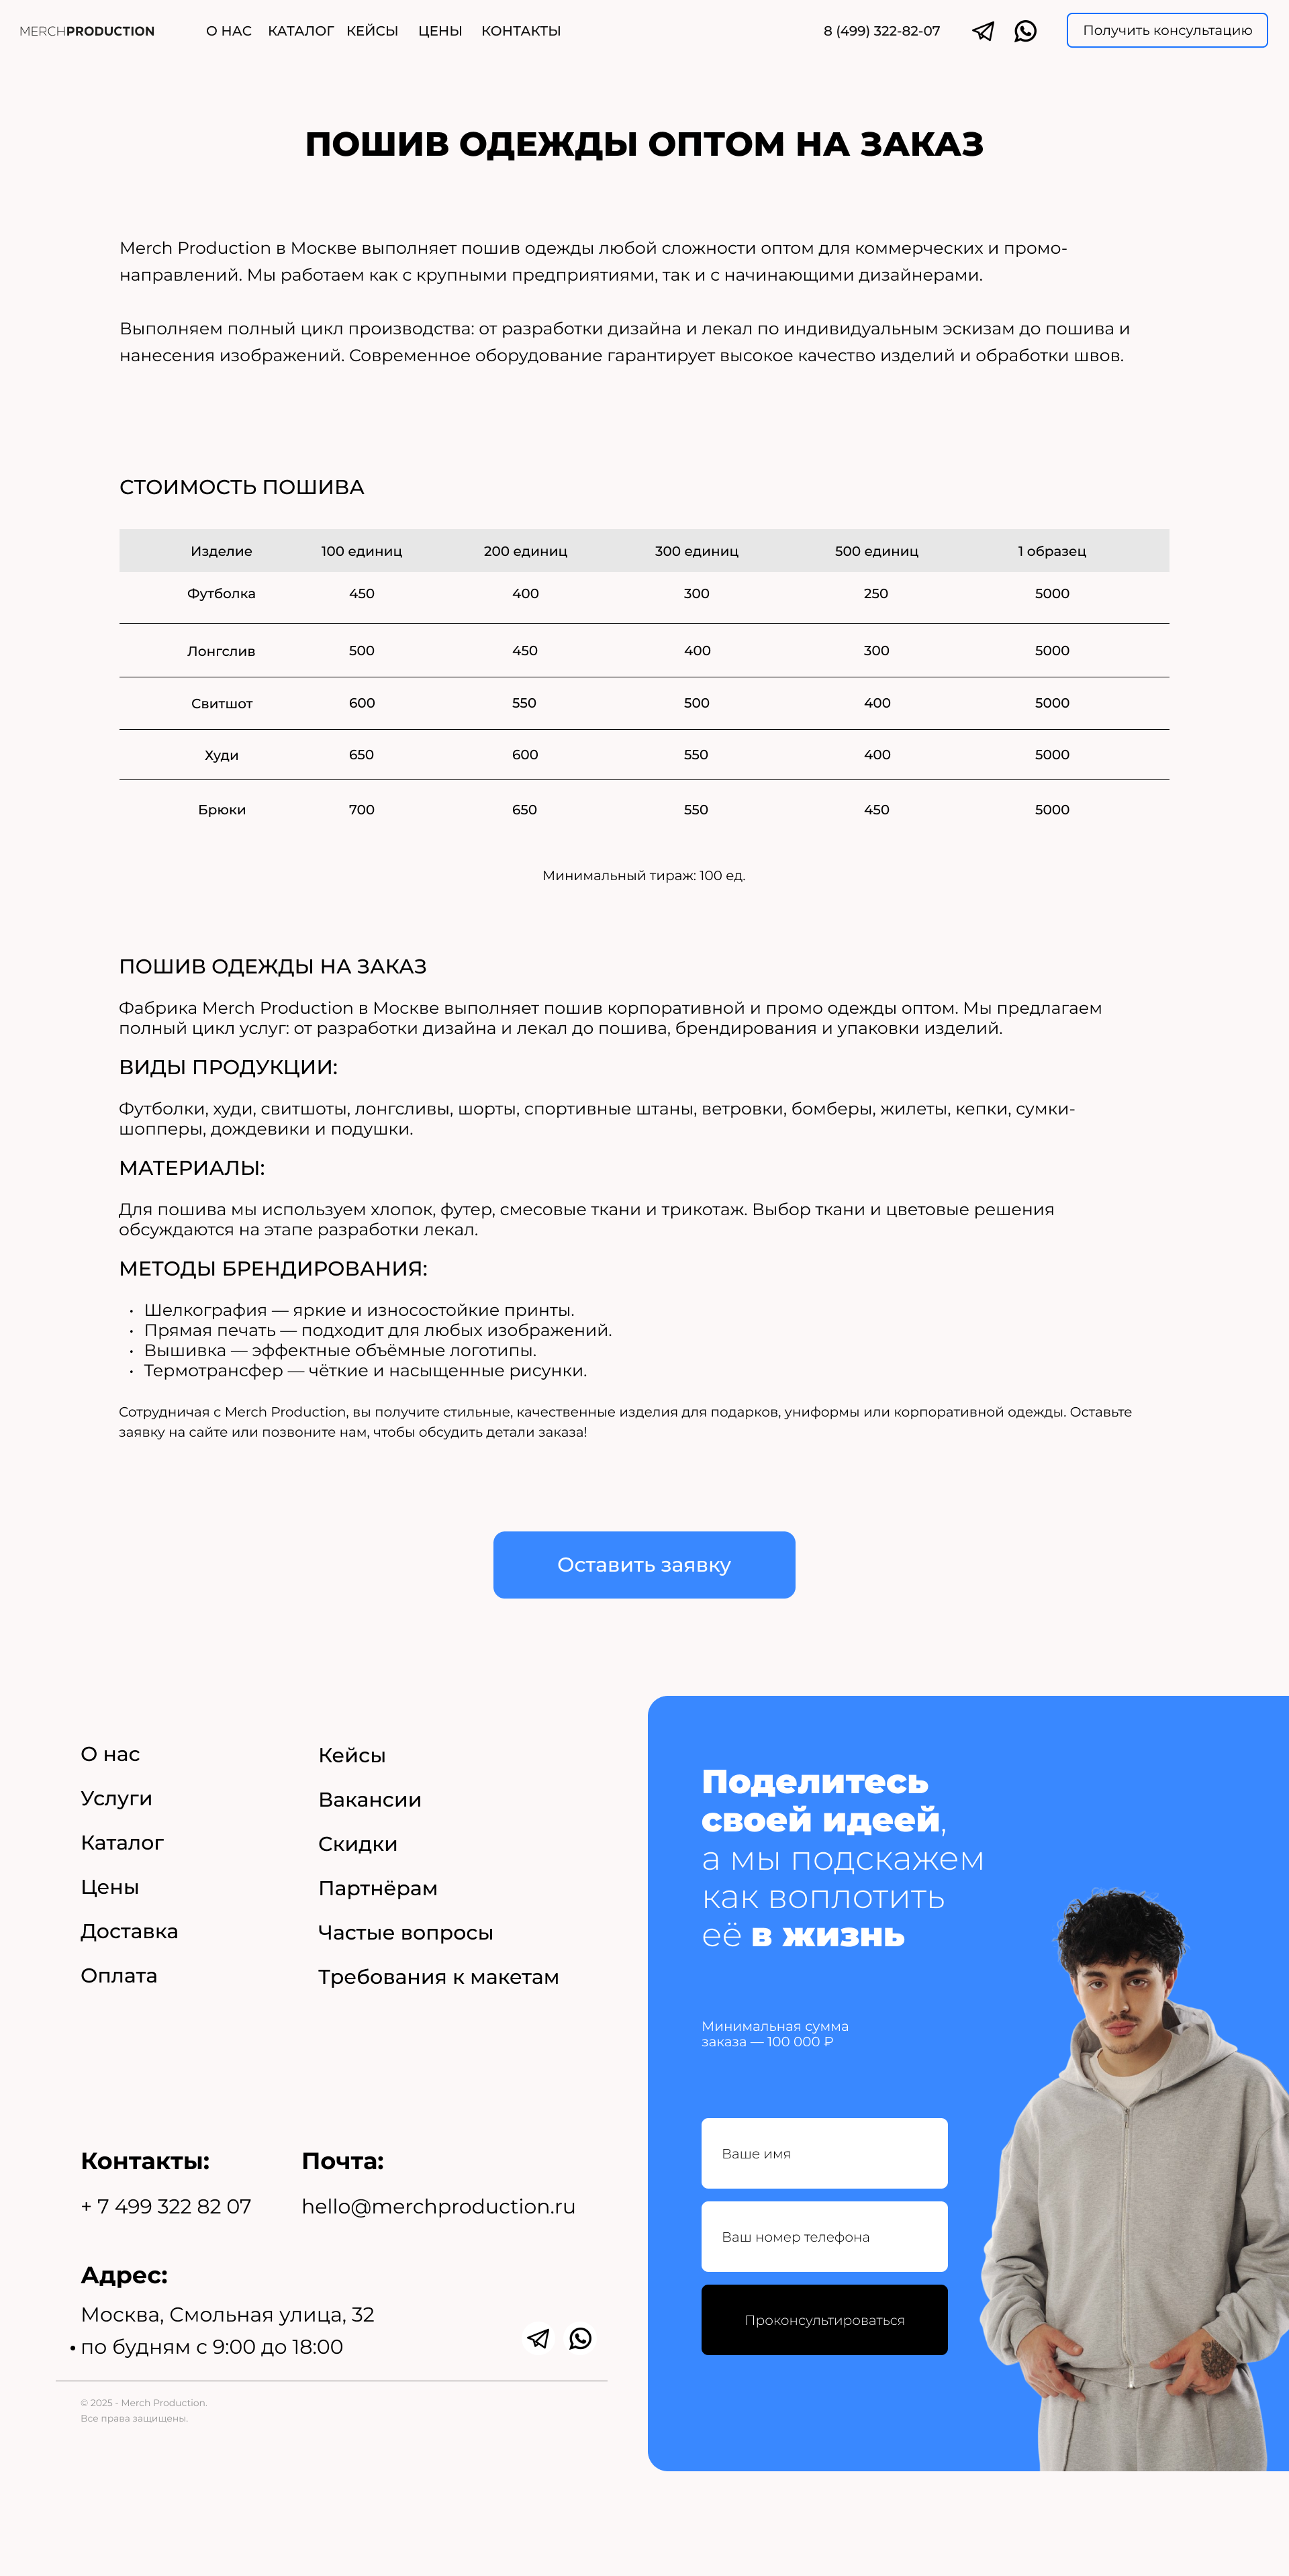 MERCHPRODUCTION О НАС КАТАЛОГ КЕЙСЫ ЦЕНЫ КОНТАКТЫ 8 (499) 322-82-07 Получить консультацию
ПОШИВ ОДЕЖДЫ ОПТОМ НА ЗАКАЗ
Merch Production в Москве выполняет пошив одежды любой сложности оптом для коммерческих и промо-
направлений. Мы работаем как с крупными предприятиями, так и с начинающими дизайнерами.
Выполняем полный цикл производства: от разработки дизайна и лекал по индивидуальным эскизам до пошива и
нанесения изображений. Современное оборудование гарантирует высокое качество изделий и обработки швов.
СТОИМОСТЬ ПОШИВА
Изделие 100 единиц 200 единиц 300 единиц 500 единиц 1 образец
Футболка 450 400 300 250 5000
Лонгслив 500 450 400 300 5000
Свитшот 600 550 500 400 5000
Худи 650 600 550 400 5000
Брюки 700 650 550 450 5000
Минимальный тираж: 100 ед.
ПОШИВ ОДЕЖДЫ НА ЗАКАЗ
Фабрика Merch Production в Москве выполняет пошив корпоративной и промо одежды оптом. Мы предлагаем
полный цикл услуг: от разработки дизайна и лекал до пошива, брендирования и упаковки изделий.
ВИДЫ ПРОДУКЦИИ:
Футболки, худи, свитшоты, лонгсливы, шорты, спортивные штаны, ветровки, бомберы, жилеты, кепки, сумки-
шопперы, дождевики и подушки.
МАТЕРИАЛЫ:
Для пошива мы используем хлопок, футер, смесовые ткани и трикотаж. Выбор ткани и цветовые решения
обсуждаются на этапе разработки лекал.
МЕТОДЫ БРЕНДИРОВАНИЯ:
• Шелкография — яркие и износостойкие принты.
• Прямая печать — подходит для любых изображений.
• Вышивка — эффектные объёмные логотипы.
• Термотрансфер — чёткие и насыщенные рисунки.
Сотрудничая с Merch Production, вы получите стильные, качественные изделия для подарков, униформы или корпоративной одежды. Оставьте
заявку на сайте или позвоните нам, чтобы обсудить детали заказа!
Оставить заявку
О нас
Услуги
Каталог
Цены
Доставка
Оплата
Кейсы
Вакансии
Скидки
Партнёрам
Частые вопросы
Требования к макетам
Контакты:
+ 7 499 322 82 07
Почта:
hello@merchproduction.ru
Адрес:
Москва, Смольная улица, 32
• по будням с 9:00 до 18:00
© 2025 - Merch Production.
Все права защищены.
Поделитесь
своей идеей,
а мы подскажем
как воплотить
её в жизнь
Минимальная сумма
заказа — 100 000 ₽
Ваше имя
Ваш номер телефона
Проконсультироваться